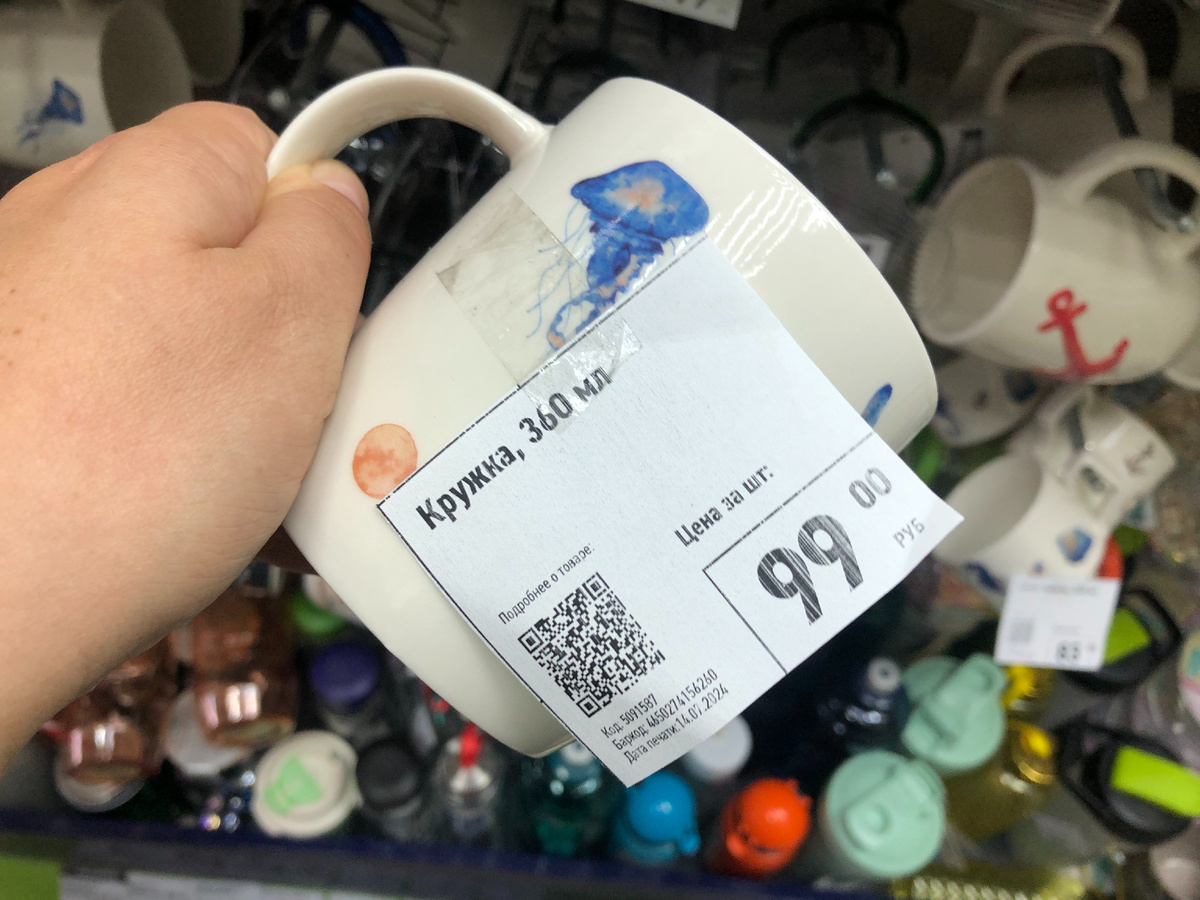 Кружка, 360 мл
Цена за шт:
99 00
РУБ
Подробнее о товаре:
Код: 5091587
Баркод: 4650274156260
Дата печати: 14.07.2024
83